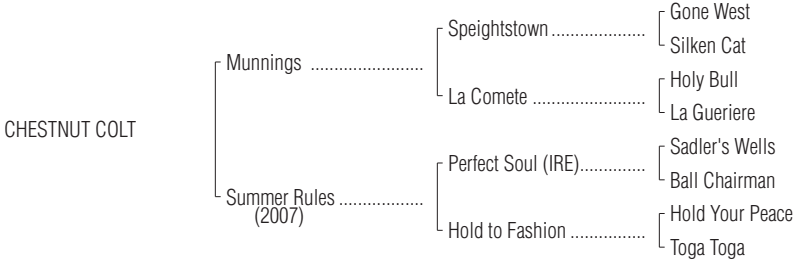 Gone West
Speightstown ....................
Silken Cat
Munnings ........................
Holy Bull
La Comete ........................
La Gueriere
CHESTNUT COLT
Sadler's Wells
Perfect Soul (IRE)..............
Ball Chairman
Summer Rules ..................
(2007)
Hold Your Peace
Hold to Fashion ................
Toga Toga